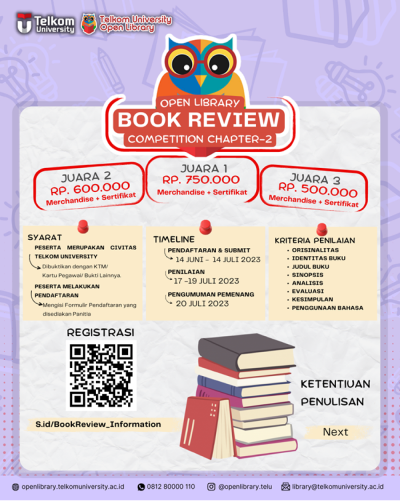 Telkom University
Telkom University
Open Library
OPEN LIBRARY
BOOK REVIEW
COMPETITION CHAPTER-2
JUARA 2
RP. 600.000
Merchandise + Sertifikat
JUARA 1
RP. 750.000
Merchandise + Sertifikat
JUARA 3
RP. 500.000
Merchandise + Sertifikat
SYARAT
PESERTA MERUPAKAN CIVITAS
TELKOM UNIVERSITY
Dibuktikan dengan KTM/
Kartu Pegawai/ Bukti Lainnya.
PESERTA MELAKUKAN
PENDAFTARAN
Mengisi Formulir Pendaftaran yang
disediakan Panitia
TIMELINE
PENDAFTARAN & SUBMIT
14 JUNI - 14 JULI 2023
PENILAIAN
17 -19 JULI 2023
PENGUMUMAN PEMENANG
20 JULI 2023
KRITERIA PENILAIAN
ORISINALITAS
IDENTITAS BUKU
JUDUL BUKU
SINOPSIS
ANALISIS
EVALUASI
KESIMPULAN
PENGGUNAAN BAHASA
REGISTRASI
S.id/BookReview_Information
KETENTUAN
PENULISAN
Next
openlibrary.telkomuniversity.ac.id
0812 80000 110
@openlibrary.telu
library@telkomuniversity.ac.id